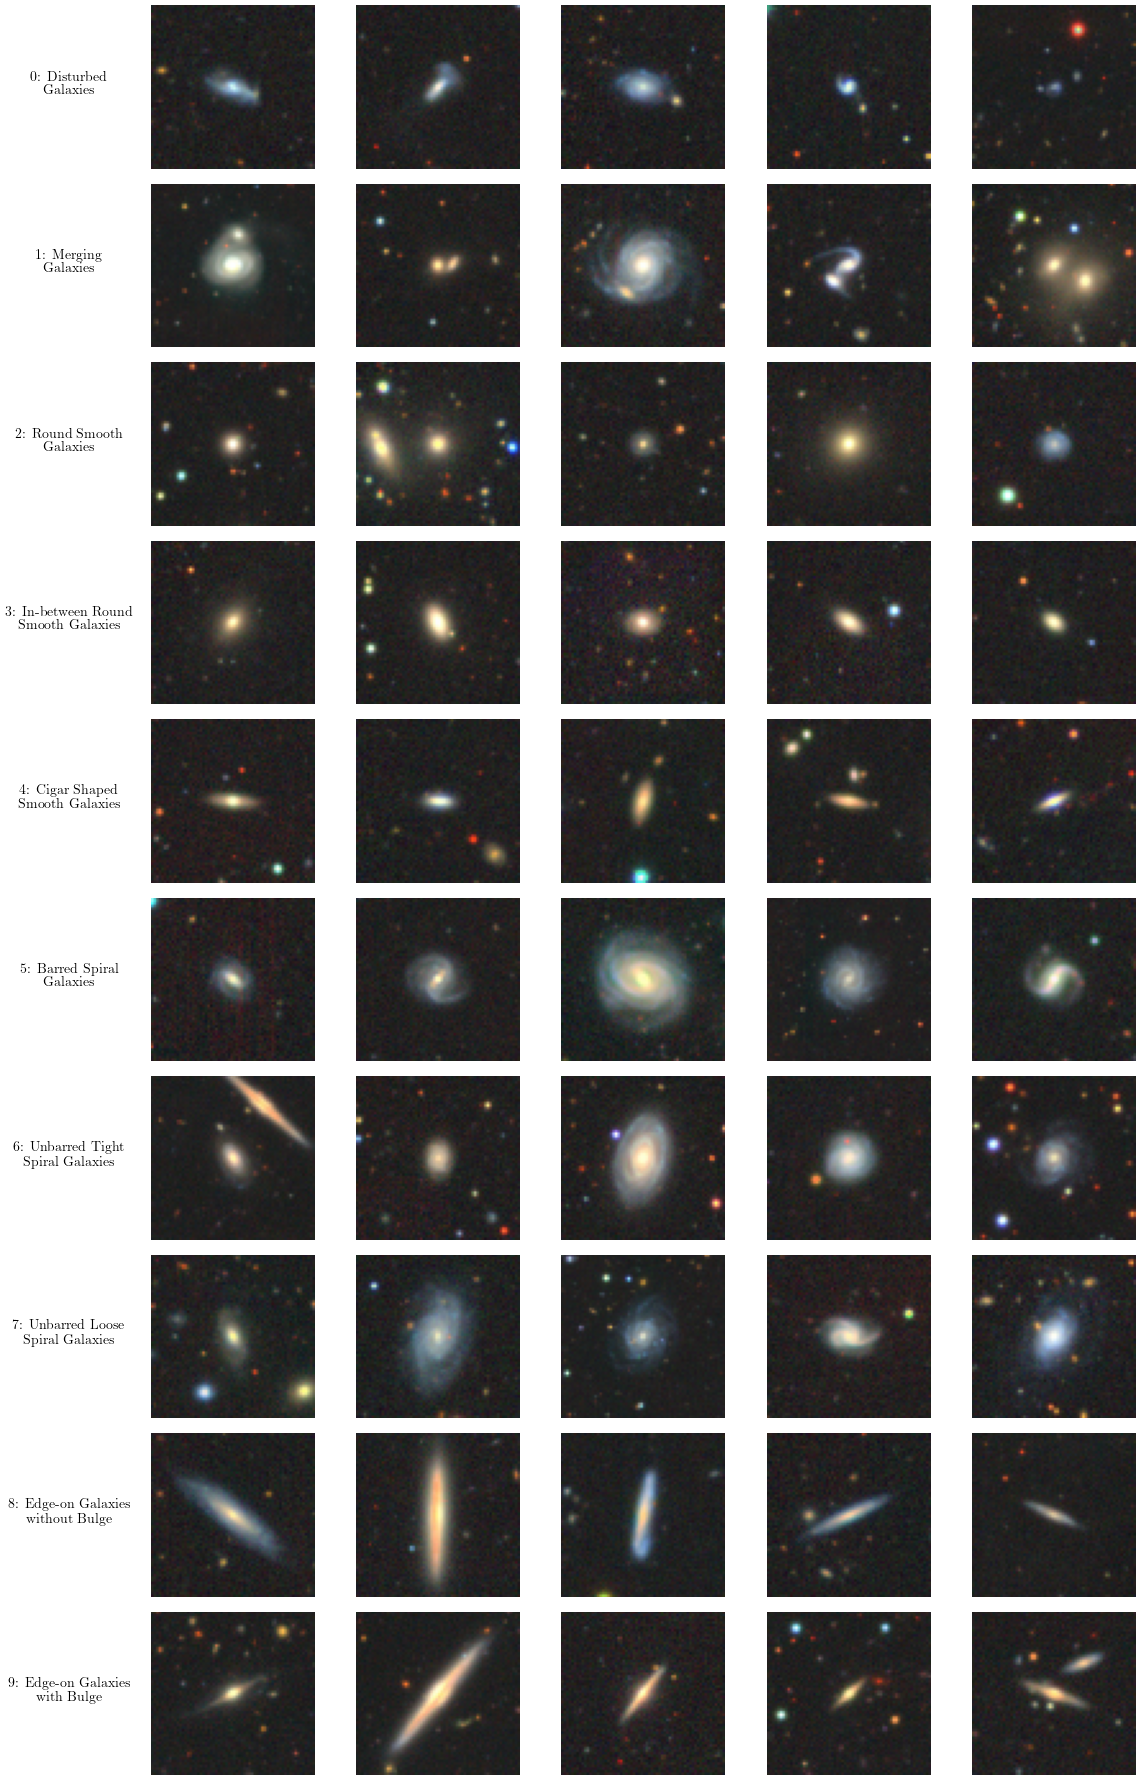 0: Disturbed
Galaxies
1: Merging
Galaxies
2: Round Smooth
Galaxies
3: In-between Round
Smooth Galaxies
4: Cigar Shaped
Smooth Galaxies
5: Barred Spiral
Galaxies
6: Unbarred Tight
Spiral Galaxies
7: Unbarred Loose
Spiral Galaxies
8: Edge-on Galaxies
without Bulge
9: Edge-on Galaxies
with Bulge